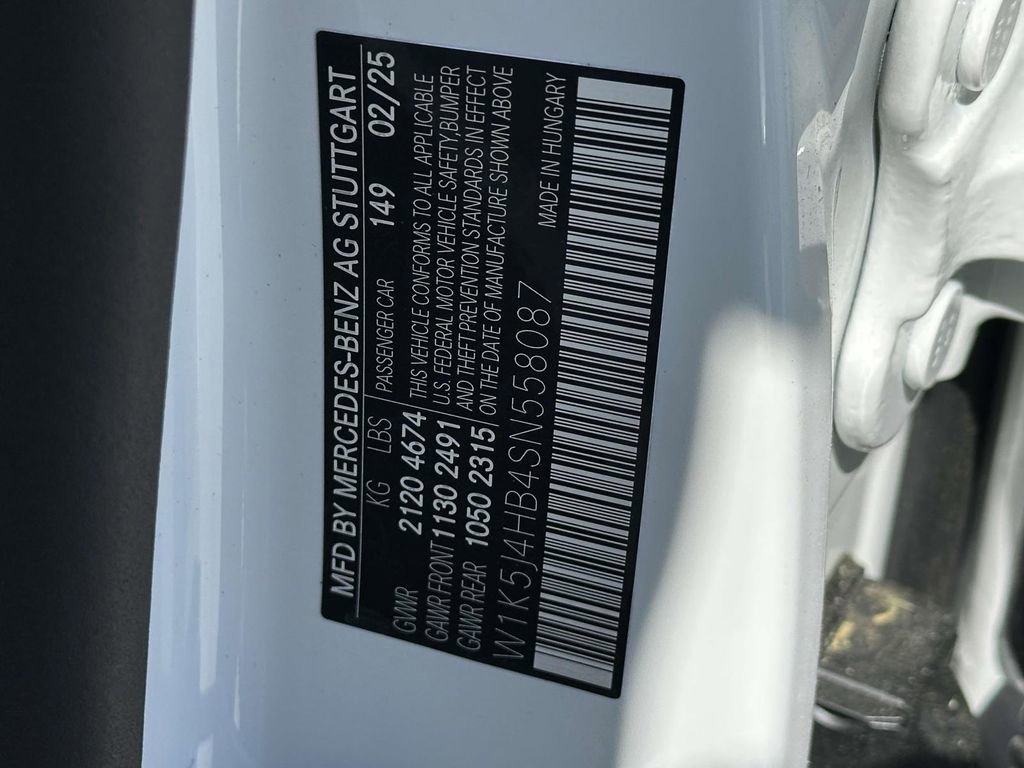 MFD BY MERCEDES-BENZ AG STUTTGART
KG LBS PASSENGER CAR 149 02/25
GVWR 2120 4674 THIS VEHICLE CONFORMS TO ALL APPLICABLE
GAWR FRONT 1130 2491 U.S. FEDERAL MOTOR VEHICLE SAFETY, BUMPER
GAWR REAR 1050 2315 AND THEFT PREVENTION STANDARDS IN EFFECT
ON THE DATE OF MANUFACTURE SHOWN ABOVE
W1K5J4HB4SN558087 MADE IN HUNGARY